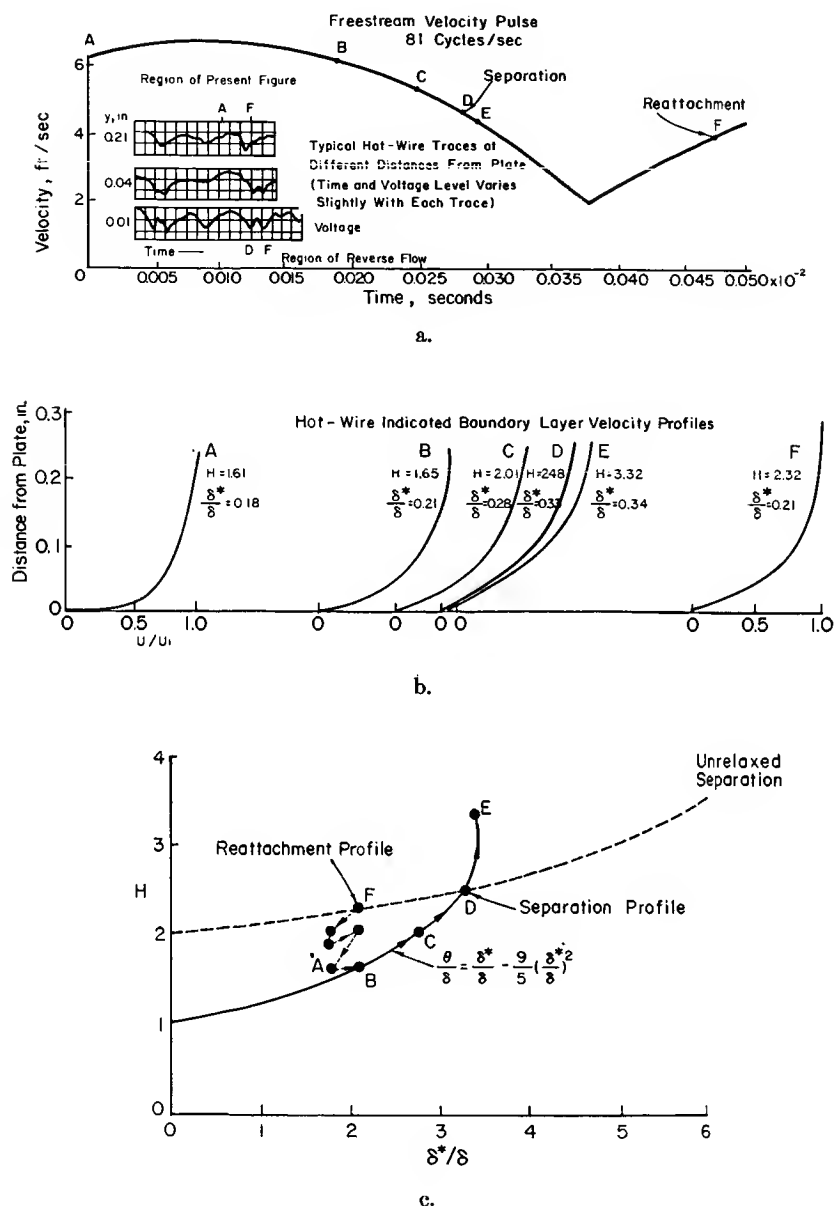 Freestream Velocity Pulse
81 Cycles/sec
A
B
C
D
Separation
E
Reattachment
F
Velocity, ft/sec
6
4
2
0
Region of Present Figure
A F
y, in
0.21
0.04
0.01
Time
D F
Voltage
Region of Reverse Flow
Typical Hot-Wire Traces at
Different Distances From Plate
(Time and Voltage Level Varies
Slightly With Each Trace)
0 0.005 0.010 0.015 0.020 0.025 0.030 0.035 0.040 0.045 0.050x10⁻²
Time, seconds
a.
Hot-Wire Indicated Boundary Layer Velocity Profiles
Distance from Plate, in.
0.3
0.2
0.1
0
A
H=1.61
δ*/δ=0.18
B
H=1.65
δ*/δ=0.21
C
H=2.01
δ*/δ=0.28
D
H=2.48
δ*/δ=0.33
E
H=3.32
δ*/δ=0.34
F
H=2.32
δ*/δ=0.21
0 0.5 1.0 0 0 0 0 0 0.5 1.0
U/U₁
b.
4
3
H
2
1
0
Unrelaxed
Separation
E
Reattachment Profile
F
D
Separation Profile
C
A
B
θ/δ = δ*/δ - 9/5(δ*/δ)²
0 1 2 3 4 5 6
δ*/δ
c.